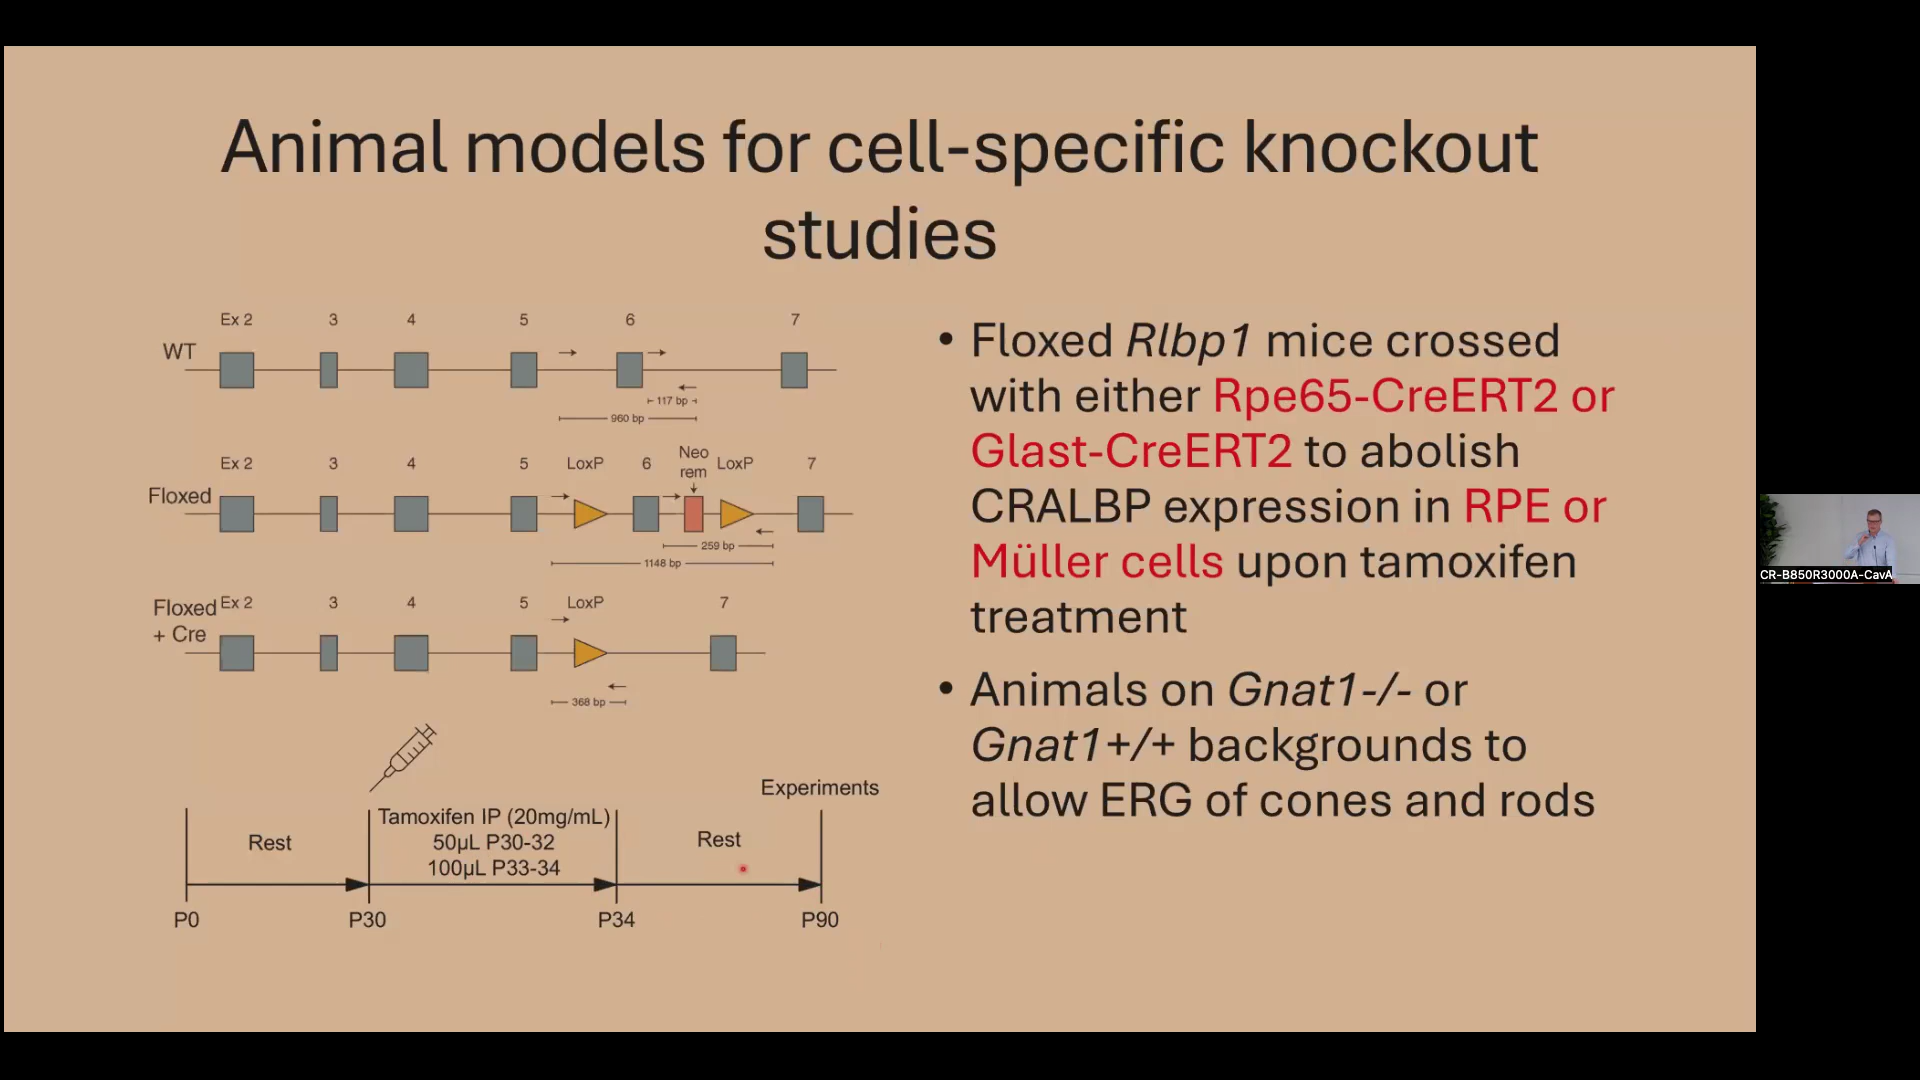 Animal models for cell-specific knockout
studies
Ex 2 3 4 5 6 7
WT
117 bp
960 bp
Ex 2 3 4 5 LoxP 6 Neo rem LoxP 7
Floxed
259 bp
1148 bp
Floxed + Cre
Ex 2 3 4 5 LoxP 7
368 bp
Experiments
Rest
Tamoxifen IP (20mg/mL)
50µL P30-32
100µL P33-34
Rest
P0 P30 P34 P90
• Floxed Rlbp1 mice crossed
with either Rpe65-CreERT2 or
Glast-CreERT2 to abolish
CRALBP expression in RPE or
Müller cells upon tamoxifen
treatment
• Animals on Gnat1-/- or
Gnat1+/+ backgrounds to
allow ERG of cones and rods
CR-B850R3000A-CavA